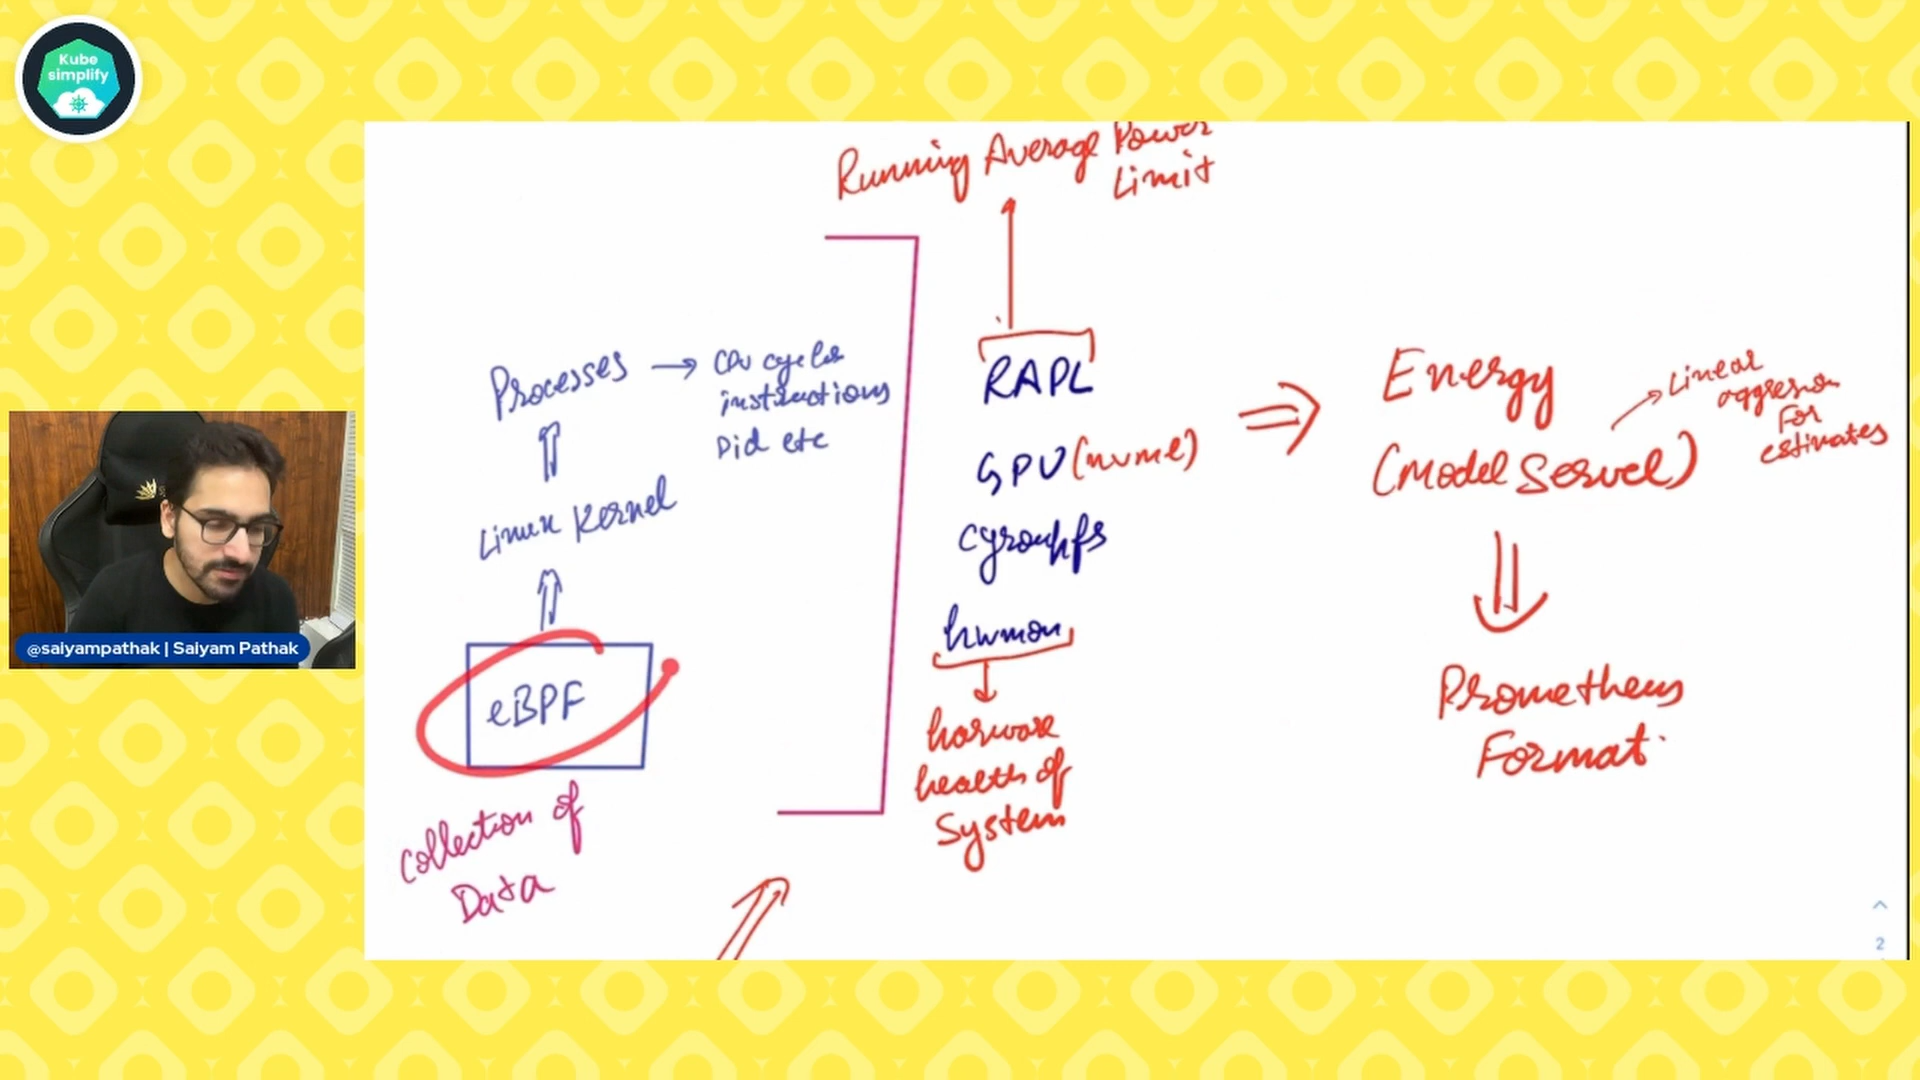 Kube
simplify
Running Average Power
Limit
Processes → CPU cycles
instructions
Pid etc
Linux Kernel
eBPF
Collection of
Data
RAPL
GPU (nvml)
cgroupfs
hwmon
harware
health of
System
Energy
(Model Server)
Linear
aggresion
For
estimates
Prometheus
Format
@saiyampathak | Saiyam Pathak
2